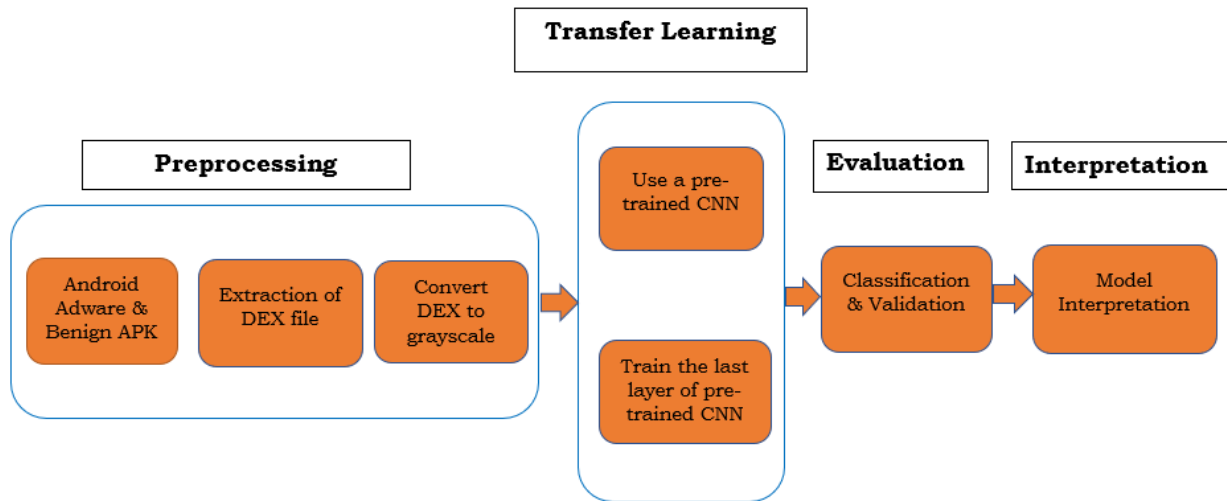 Transfer Learning
Preprocessing
Evaluation
Interpretation
Android
Adware &
Benign APK
Extraction of
DEX file
Convert
DEX to
grayscale
Use a pre-
trained CNN
Train the last
layer of pre-
trained CNN
Classification
& Validation
Model
Interpretation